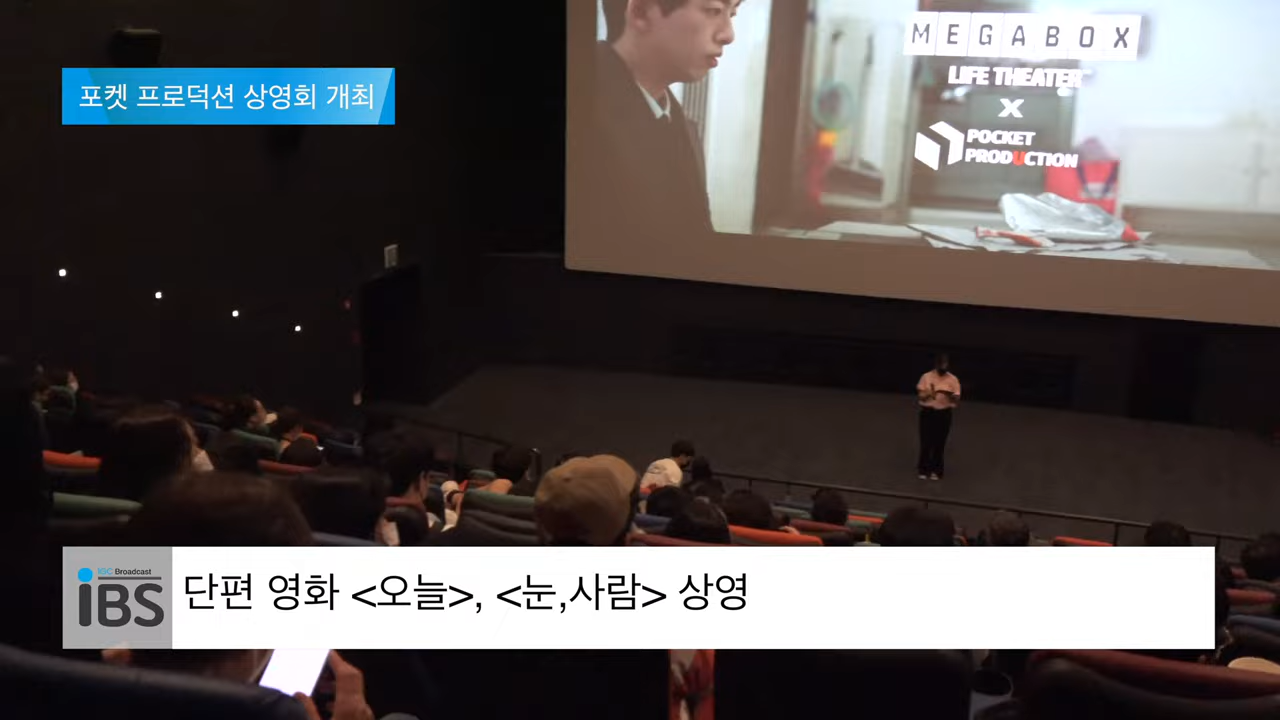 포켓 프로덕션 상영회 개최
MEGABOX
LIFE THEATER
X
POCKET
PRODUCTION
IGC Broadcast
iBS
단편 영화 <오늘>, <눈,사람> 상영